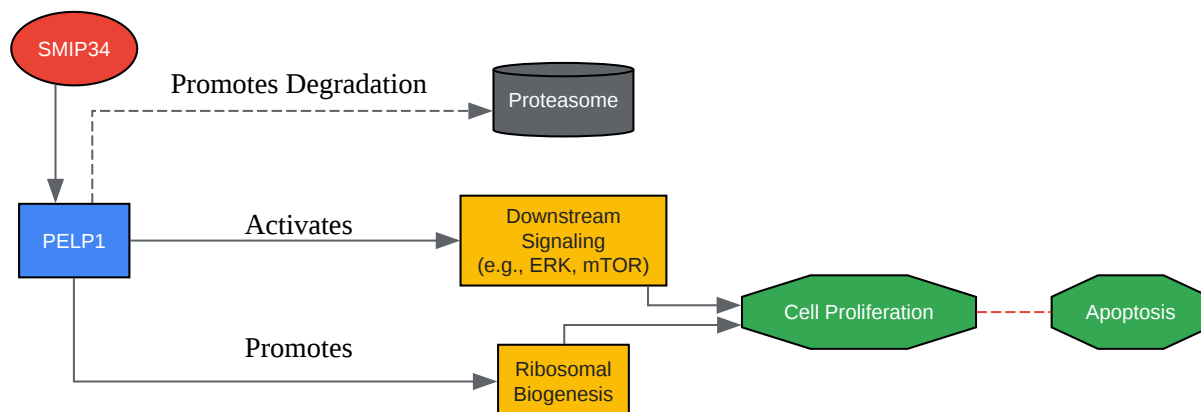 SMIP34
Promotes Degradation
Proteasome
PELP1
Activates
Downstream
Signaling
(e.g., ERK, mTOR)
Cell Proliferation
Apoptosis
Promotes
Ribosomal
Biogenesis